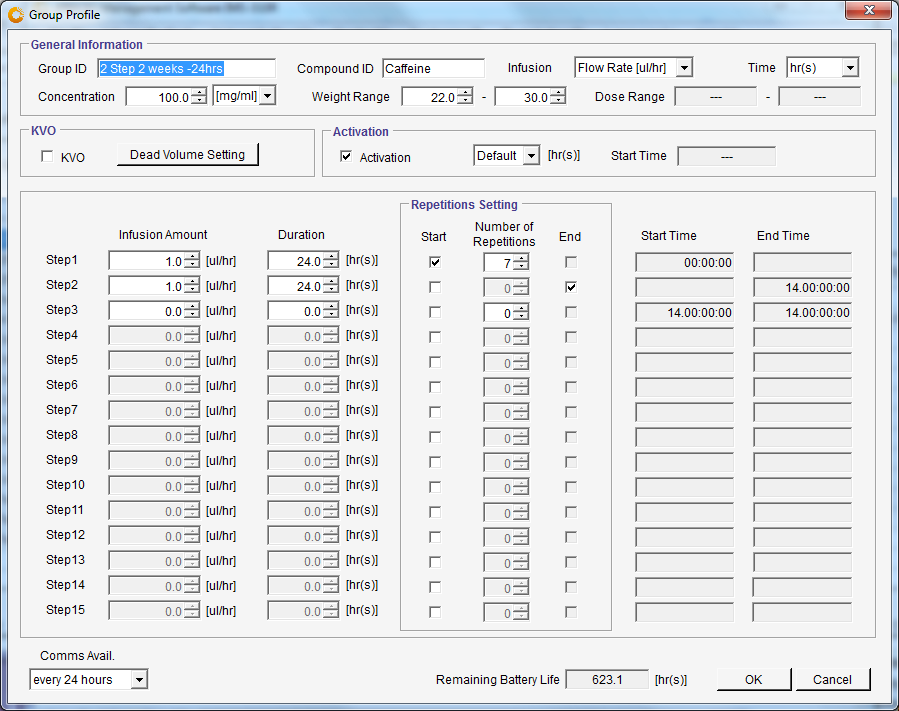 Group Profile
General Information
Group ID 2 Step 2 weeks -24hrs Compound ID Caffeine Infusion Flow Rate [ul/hr] Time hr(s)
Concentration 100.0 [mg/ml] Weight Range 22.0 - 30.0 Dose Range --- - ---
KVO Activation
KVO Dead Volume Setting Activation Default [hr(s)] Start Time ---
Repetitions Setting
Infusion Amount Duration Start Number of Repetitions End Start Time End Time
Step1 1.0 [ul/hr] 24.0 [hr(s)] 7 00:00:00
Step2 1.0 [ul/hr] 24.0 [hr(s)] 0 14.00:00:00
Step3 0.0 [ul/hr] 0.0 [hr(s)] 0 14.00:00:00 14.00:00:00
Step4 0.0 [ul/hr] 0.0 [hr(s)] 0
Step5 0.0 [ul/hr] 0.0 [hr(s)] 0
Step6 0.0 [ul/hr] 0.0 [hr(s)] 0
Step7 0.0 [ul/hr] 0.0 [hr(s)] 0
Step8 0.0 [ul/hr] 0.0 [hr(s)] 0
Step9 0.0 [ul/hr] 0.0 [hr(s)] 0
Step10 0.0 [ul/hr] 0.0 [hr(s)] 0
Step11 0.0 [ul/hr] 0.0 [hr(s)] 0
Step12 0.0 [ul/hr] 0.0 [hr(s)] 0
Step13 0.0 [ul/hr] 0.0 [hr(s)] 0
Step14 0.0 [ul/hr] 0.0 [hr(s)] 0
Step15 0.0 [ul/hr] 0.0 [hr(s)] 0
Comms Avail.
every 24 hours Remaining Battery Life 623.1 [hr(s)] OK Cancel